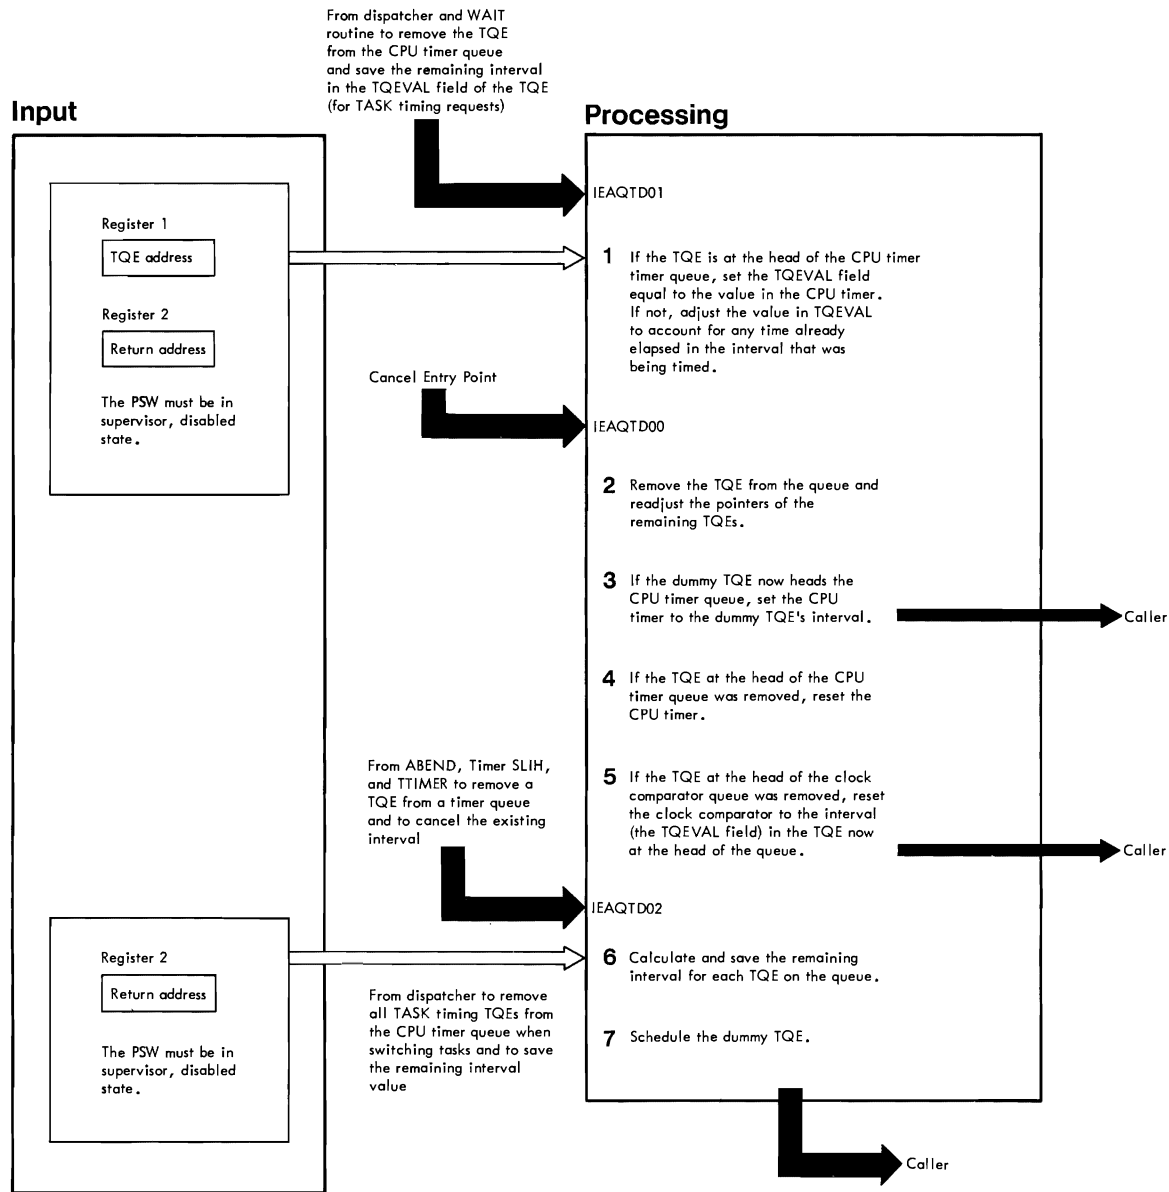 From dispatcher and WAIT
routine to remove the TQE
from the CPU timer queue
and save the remaining interval
in the TQEVAL field of the TQE
(for TASK timing requests)
Input
Processing
IEAQTD01
Register 1
TQE address
Register 2
Return address
The PSW must be in
supervisor, disabled
state.
1 If the TQE is at the head of the CPU timer
timer queue, set the TQEVAL field
equal to the value in the CPU timer.
If not, adjust the value in TQEVAL
to account for any time already
elapsed in the interval that was
being timed.
Cancel Entry Point
IEAQTD00
2 Remove the TQE from the queue and
readjust the pointers of the
remaining TQEs.
3 If the dummy TQE now heads the
CPU timer queue, set the CPU
timer to the dummy TQE's interval.
Caller
4 If the TQE at the head of the CPU
timer queue was removed, reset the
CPU timer.
From ABEND, Timer SLIH,
and TTIMER to remove a
TQE from a timer queue
and to cancel the existing
interval
5 If the TQE at the head of the clock
comparator queue was removed, reset
the clock comparator to the interval
(the TQEVAL field) in the TQE now
at the head of the queue.
Caller
IEAQTD02
Register 2
Return address
The PSW must be in
supervisor, disabled
state.
6 Calculate and save the remaining
interval for each TQE on the queue.
From dispatcher to remove
all TASK timing TQEs from
the CPU timer queue when
switching tasks and to save
the remaining interval
value
7 Schedule the dummy TQE.
Caller